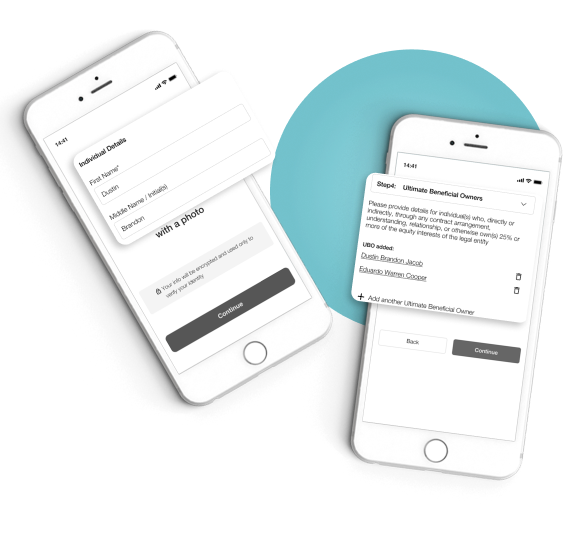 14:41
Individual Details
First Name*
Dustin
Middle Name / Initial(s)
Brandon
with a photo
Your info will be encrypted and used only to
verify your identity
Continue
14:41
Step4: Ultimate Beneficial Owners
Please provide details for individual(s) who, directly or
indirectly, through any contract arrangement,
understanding, relationship, or otherwise own(s) 25% or
more of the equity interests of the legal entity
UBO added:
Dustin Brandon Jacob
Eduardo Warren Cooper
Add another Ultimate Beneficial Owner
Back
Continue